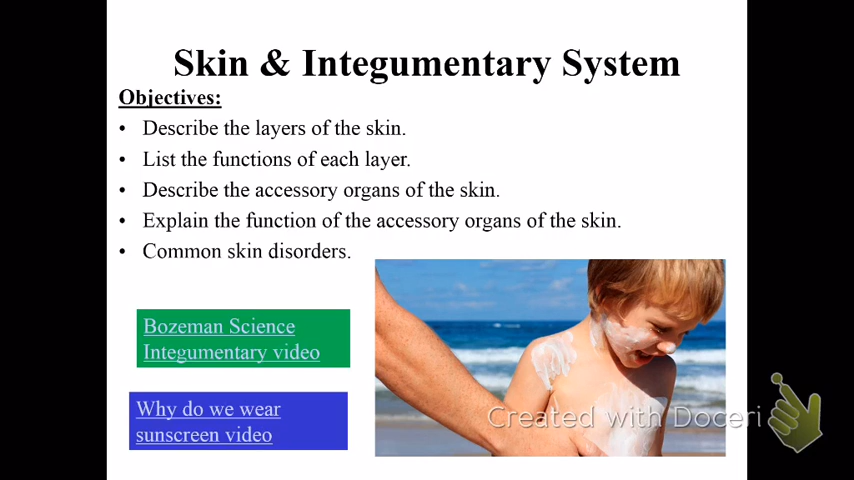 Skin & Integumentary System
Objectives:
• Describe the layers of the skin.
• List the functions of each layer.
• Describe the accessory organs of the skin.
• Explain the function of the accessory organs of the skin.
• Common skin disorders.
Bozeman Science
Integumentary video
Why do we wear
sunscreen video
Created with Doceri